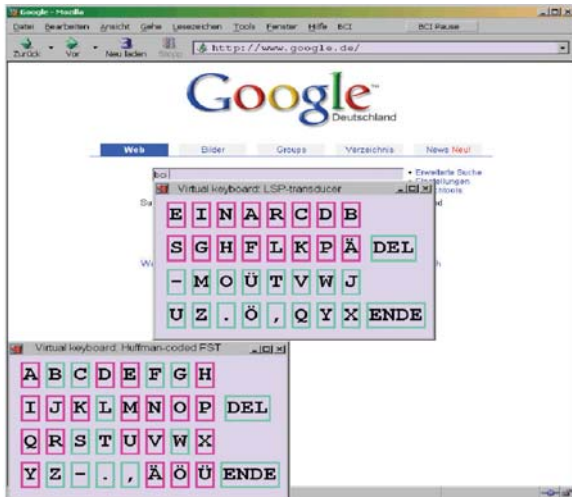 Google - Mozilla
Datei Bearbeiten Ansicht Gehe Lesezeichen Tools Fenster Hilfe BCI BCI Pause
Zurück Vor Neu laden Stopp http://www.google.de/
Google™
Deutschland
Web Bilder Groups Verzeichnis News Neu!
bci
• Erweiterte Suche
Virtual keyboard: LSP-transducer
E I N A R C D B
S G H F L K P Ä DEL
- M O Ü T V W J
U Z . Ö , Q Y X ENDE
Virtual keyboard: Huffman-coded FST
A B C D E F G H
I J K L M N O P DEL
Q R S T U V W X
Y Z - . , Ä Ö Ü ENDE